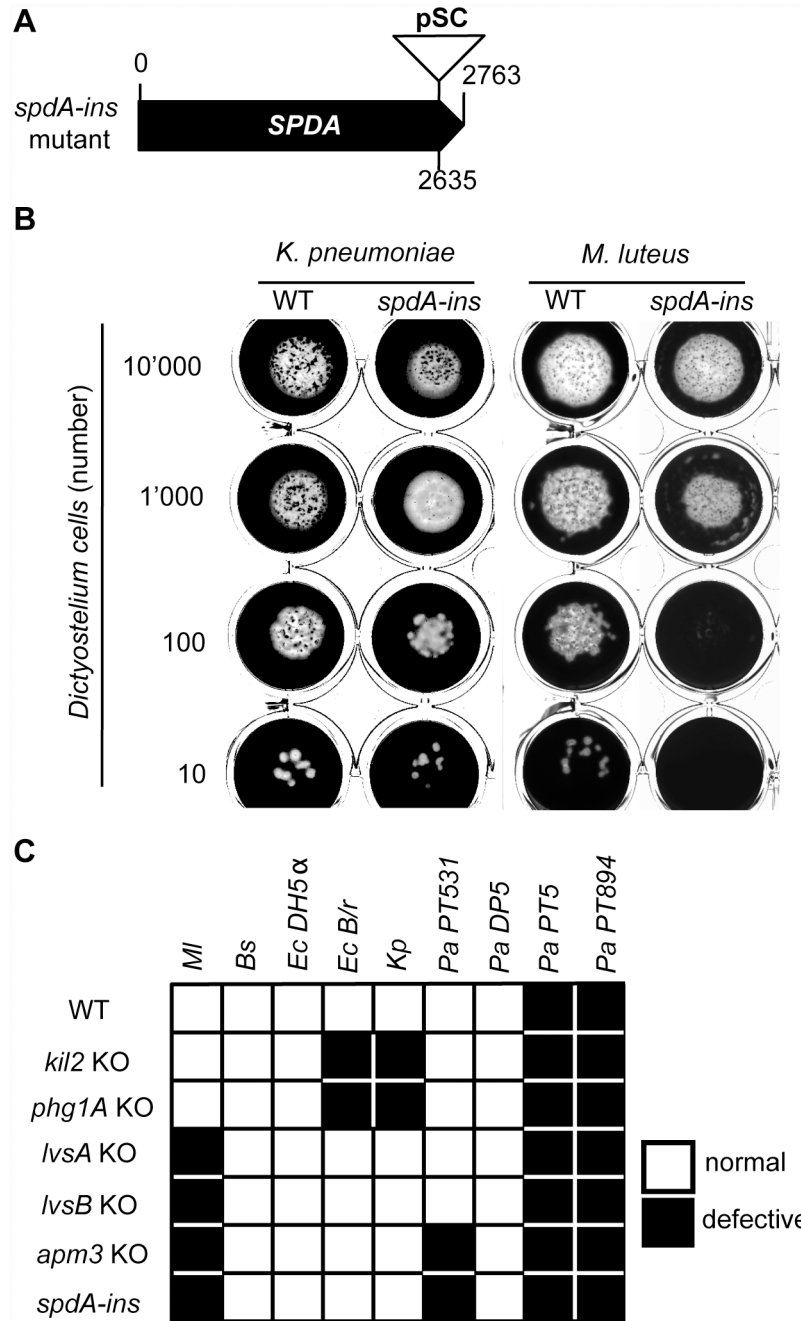 A
pSC
0
2763
spdA-ins
mutant
SPDA
2635
B
K. pneumoniae
M. luteus
WT
spdA-ins
WT
spdA-ins
Dictyostelium cells (number)
10'000
1'000
100
10
C
Ml
Bs
Ec DH5 α
Ec B/r
Kp
Pa PT531
Pa DP5
Pa PT5
Pa PT894
WT
kil2 KO
phg1A KO
lvsA KO
lvsB KO
apm3 KO
spdA-ins
normal
defective